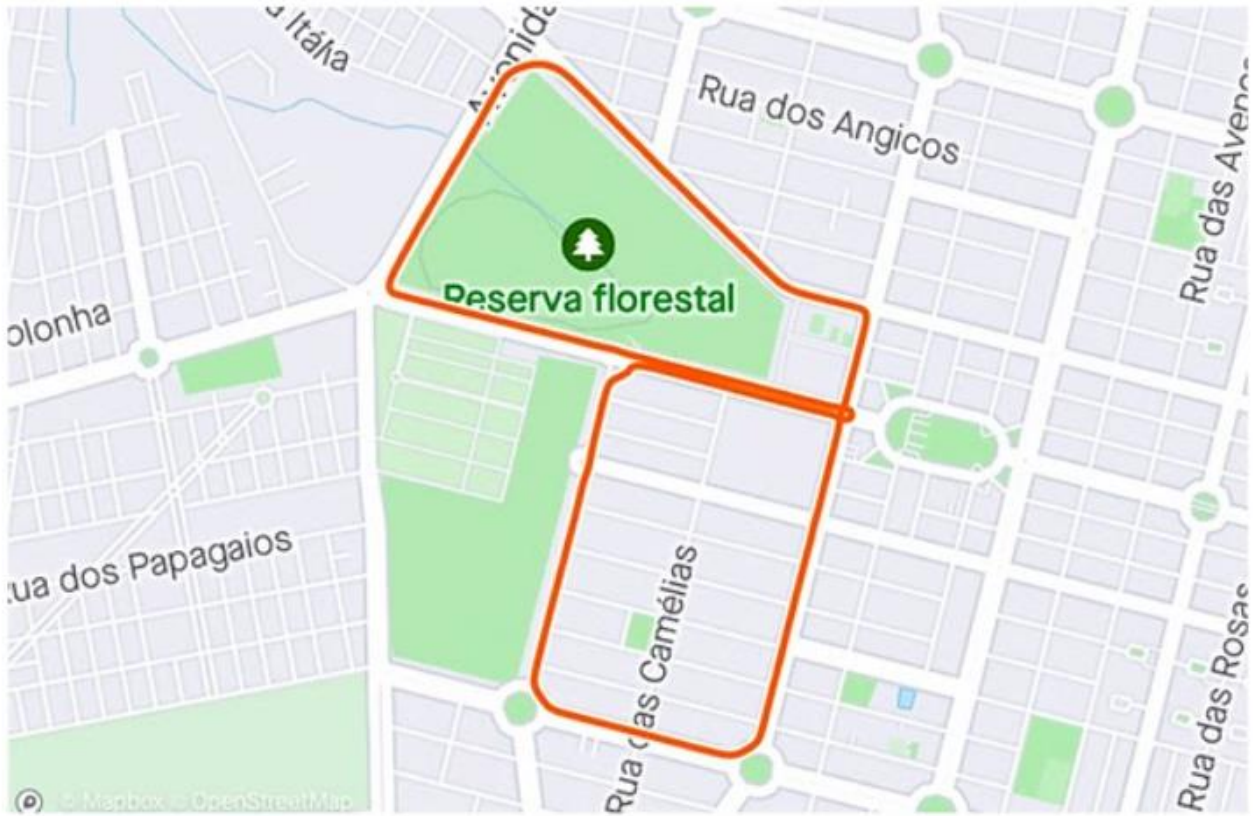 Itália
Avenida
Rua dos Angicos
Rua das Avenc
Reserva florestal
olonha
ua dos Papagaios
Rua das Camélias
Rua das Rosas
© Mapbox © OpenStreetMap